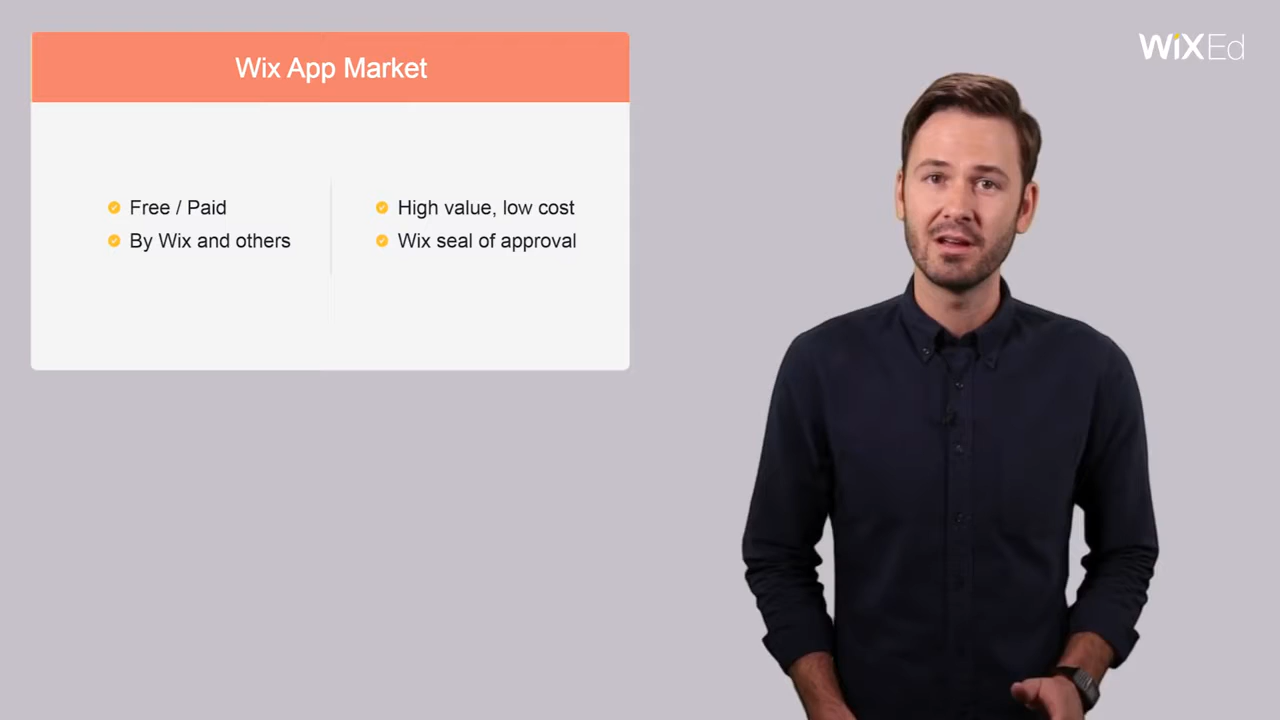 Wix App Market
WiXEd
Free / Paid
By Wix and others
High value, low cost
Wix seal of approval